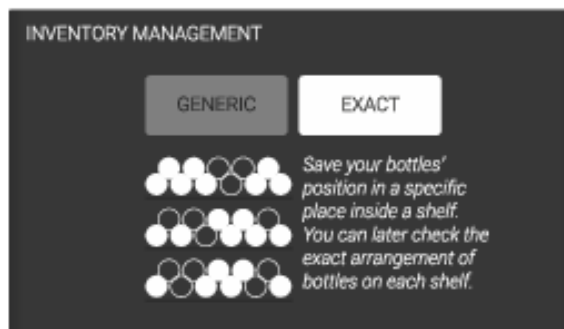 INVENTORY MANAGEMENT
GENERIC
EXACT
Save your bottles'
position in a specific
place inside a shelf.
You can later check the
exact arrangement of
bottles on each shelf.